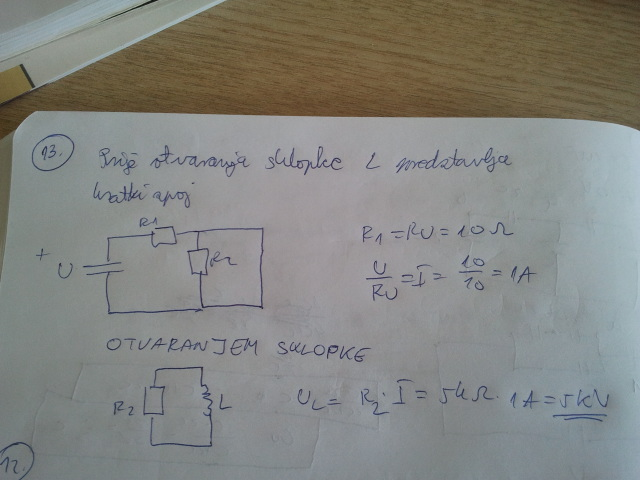 13.
Prije otvaranja sklopke L predstavlja
kratki spoj
R1
+
U
R2
R1 = RU = 10 Ω
U/RU = I = 10/10 = 1A
OTVARANJEM SKLOPKE
R2
L
UL = R2 · I = 5kΩ · 1A = 5kV
12.